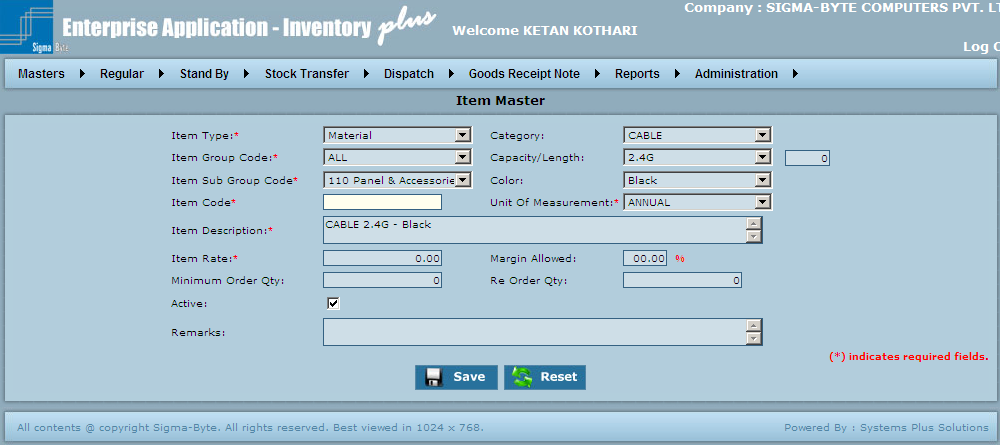 Company : SIGMA-BYTE COMPUTERS PVT.
Sigma Byte
Enterprise Application - Inventory plus
Welcome KETAN KOTHARI
Log
Masters Regular Stand By Stock Transfer Dispatch Goods Receipt Note Reports Administration
Item Master
Item Type:* Material Category: CABLE
Item Group Code:* ALL Capacity/Length: 2.4G 0
Item Sub Group Code* 110 Panel & Accessorie Color: Black
Item Code* Unit Of Measurement:* ANNUAL
Item Description:* CABLE 2.4G - Black
Item Rate:* 0.00 Margin Allowed: 00.00 %
Minimum Order Qty: 0 Re Order Qty: 0
Active:
Remarks:
(*) indicates required fields.
Save Reset
All contents @ copyright Sigma-Byte. All rights reserved. Best viewed in 1024 x 768. Powered By : Systems Plus Solutions